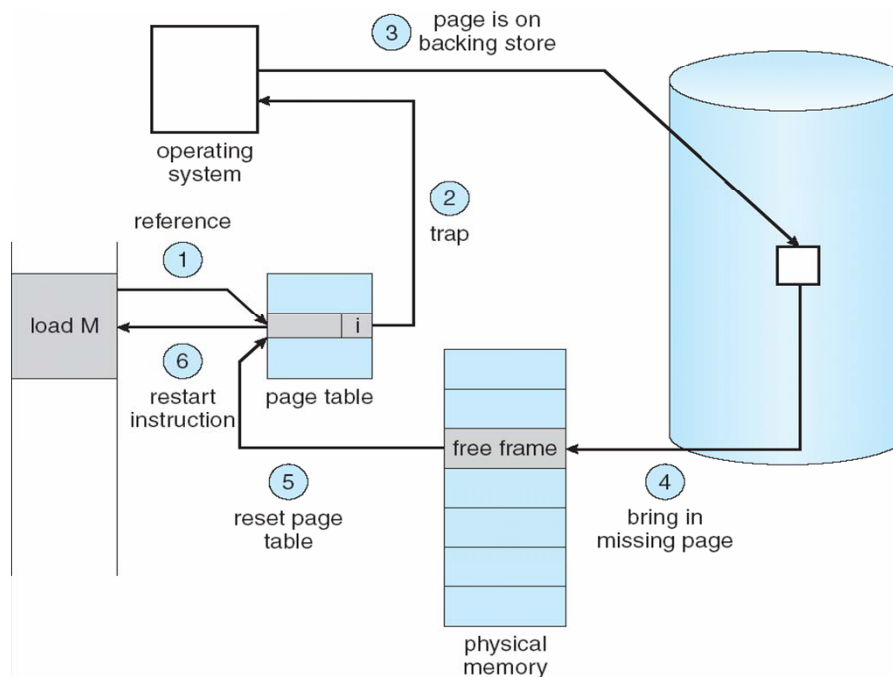 3
page is on
backing store
operating
system
reference
1
2
trap
load M
i
6
restart
instruction
page table
free frame
5
reset page
table
4
bring in
missing page
physical
memory